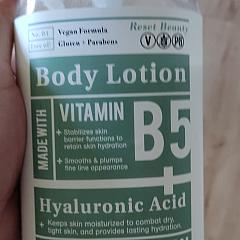 No. 01
Vegan Formula
Gluten + Parabens
Reset Beauty
Body Lotion
MADE WITH
VITAMIN B5
+ Stabilizes skin
barrier functions to
retain skin hydration
+ Smooths & plumps
fine line appearance
+
Hyaluronic Acid
+ Keeps skin moisturized to combat dry,
tight skin, and provides lasting hydration.